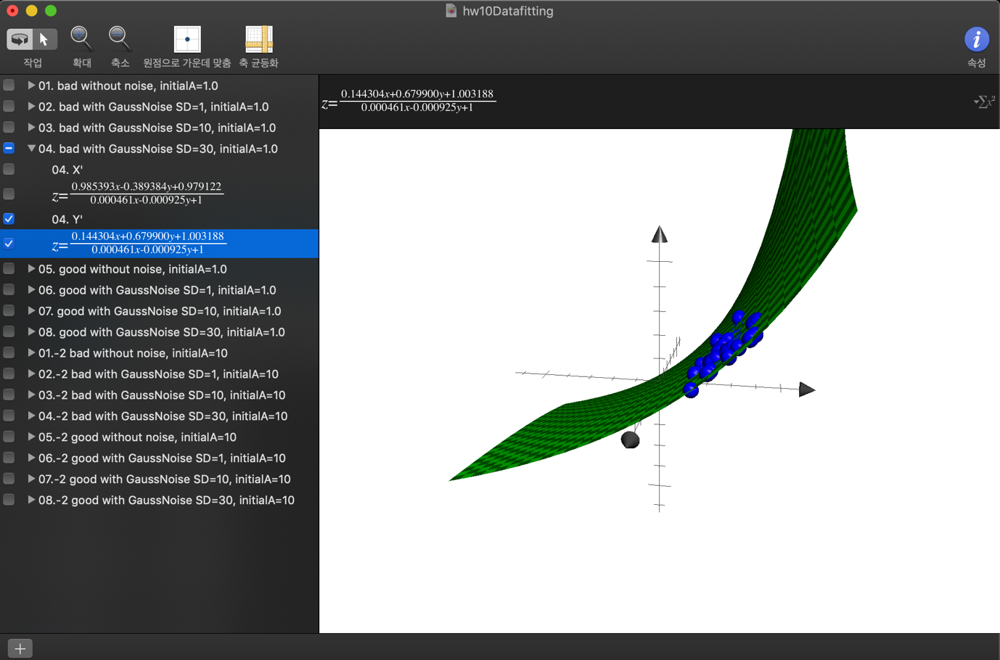 hw10Datafitting
작업
확대
축소
원점으로 가운데 맞춤
축 균등화
속성
01. bad without noise, initialA=1.0
02. bad with GaussNoise SD=1, initialA=1.0
03. bad with GaussNoise SD=10, initialA=1.0
04. bad with GaussNoise SD=30, initialA=1.0
04. X'
z= 0.985393x-0.389384y+0.979122
0.000461x-0.000925y+1
04. Y'
z= 0.144304x+0.679900y+1.003188
0.000461x-0.000925y+1
05. good without noise, initialA=1.0
06. good with GaussNoise SD=1, initialA=1.0
07. good with GaussNoise SD=10, initialA=1.0
08. good with GaussNoise SD=30, initialA=1.0
01.-2 bad without noise, initialA=10
02.-2 bad with GaussNoise SD=1, initialA=10
03.-2 bad with GaussNoise SD=10, initialA=10
04.-2 bad with GaussNoise SD=30, initialA=10
05.-2 good without noise, initialA=10
06.-2 good with GaussNoise SD=1, initialA=10
07.-2 good with GaussNoise SD=10, initialA=10
08.-2 good with GaussNoise SD=30, initialA=10
z= 0.144304x+0.679900y+1.003188
0.000461x-0.000925y+1
Σx²